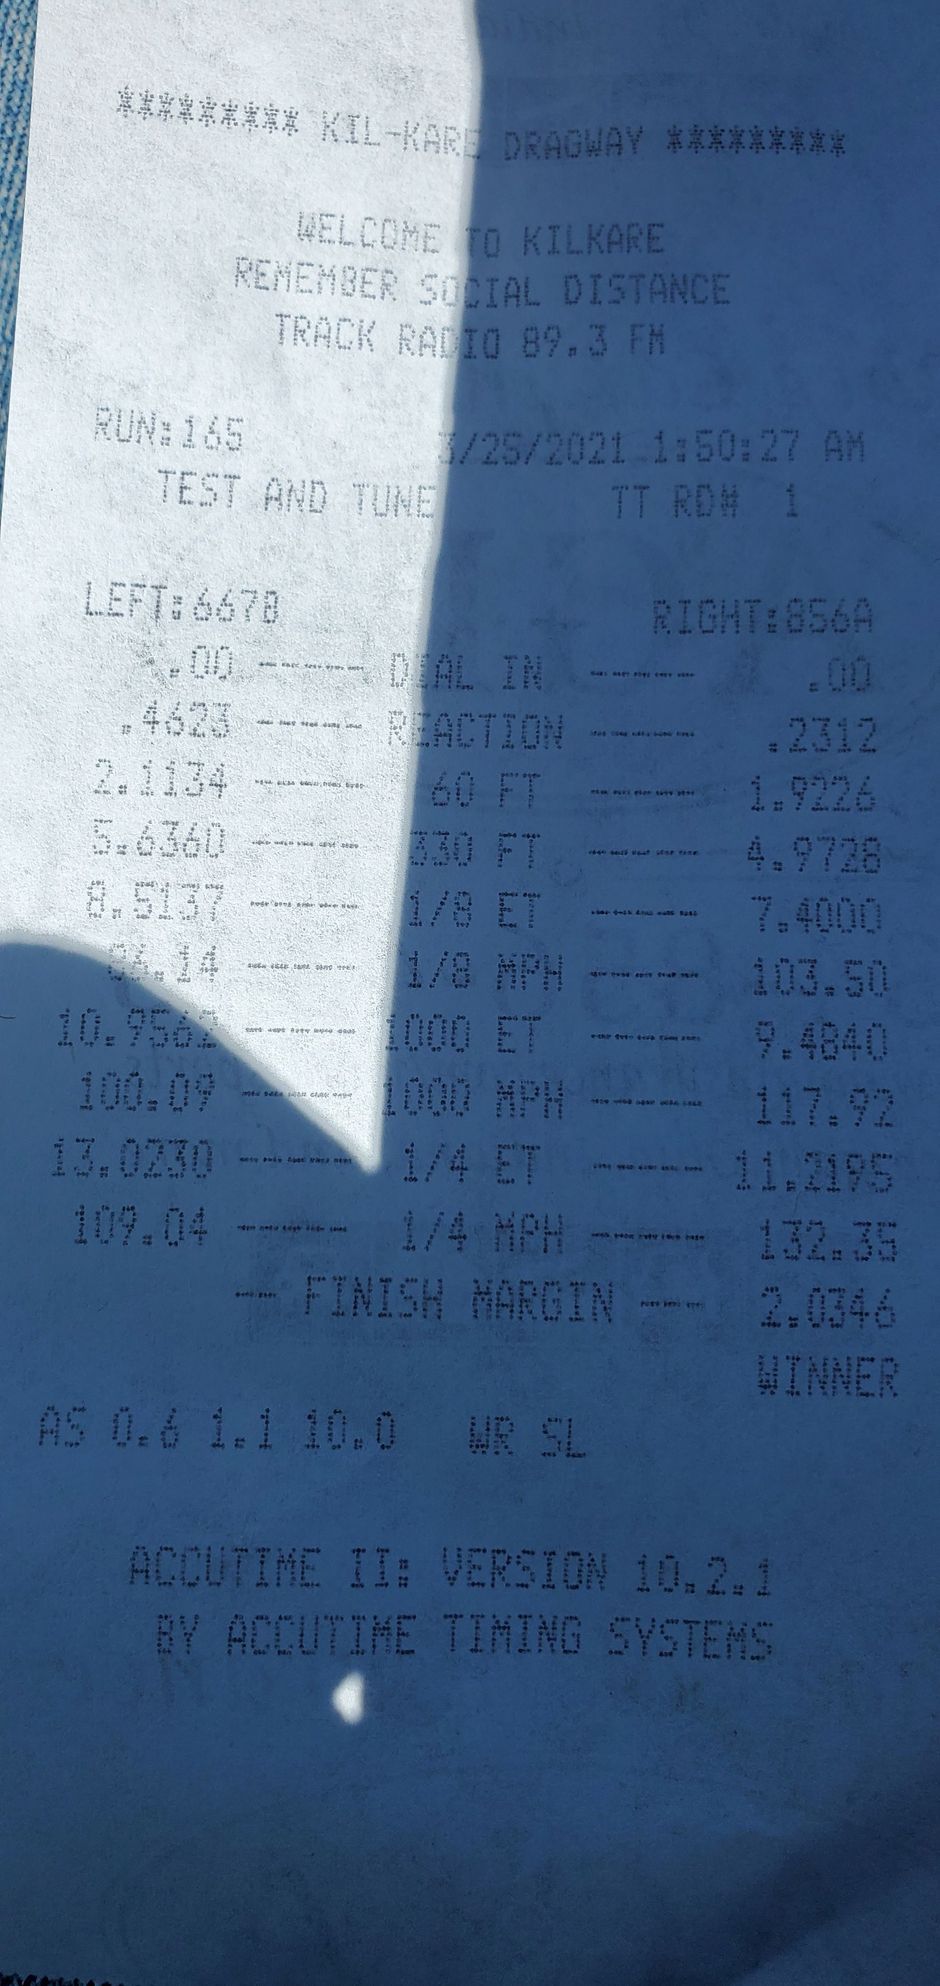 ********* KIL-KARE DRAGWAY *********
WELCOME TO KILKARE
REMEMBER SOCIAL DISTANCE
TRACK RADIO 89.3 FM
RUN:165 3/25/2021 1:50:27 AM
TEST AND TUNE TT RD# 1
LEFT:6678 RIGHT:856A
.00 ----- DIAL IN ----- .00
.4623 ----- REACTION ----- .2312
2.1134 ----- 60 FT ----- 1.9226
5.6360 ----- 330 FT ----- 4.9728
----- 1/8 ET ----- 7.4000
----- 1/8 MPH ----- 103.50
10.9562 ----- 1000 ET ----- 9.4840
100.09 ----- 1000 MPH ----- 117.92
13.0230 ----- 1/4 ET -----
109.04 ----- 1/4 MPH ----- 132.35
-- FINISH MARGIN --- 2.0346
WINNER
AS 0.6 1.1 10.0 WR SL
ACCUTIME II: VERSION 10.2.1
BY ACCUTIME TIMING SYSTEMS